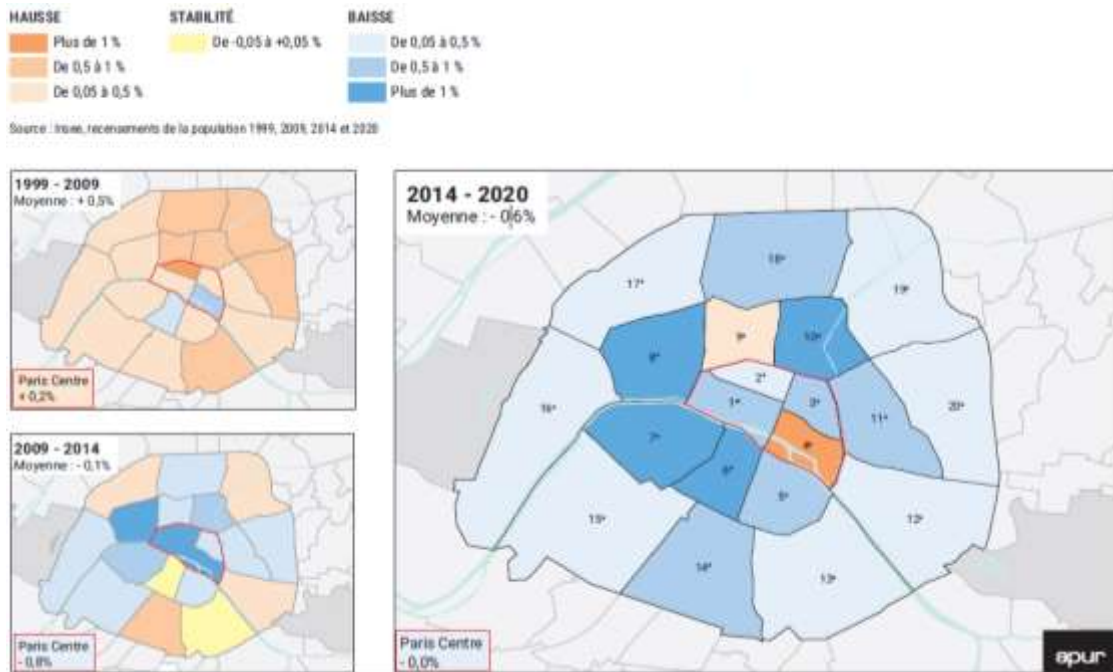 HAUSSE
Plus de 1 %
De 0,5 à 1 %
De 0,05 à 0,5 %
STABILITÉ
De -0,05 à +0,05 %
BAISSE
De 0,05 à 0,5 %
De 0,5 à 1 %
Plus de 1 %
Source : Insee, recensements de la population 1999, 2009, 2014 et 2020
1999 - 2009
Moyenne : + 0,5%
Paris Centre
+ 0,2%
2009 - 2014
Moyenne : - 0,1%
Paris Centre
- 0,8%
2014 - 2020
Moyenne : - 0,6%
18e
17e
19e
9e
10e
8e
2e
1e
3e
11e
20e
16e
4e
7e
6e
5e
15e
12e
14e
13e
Paris Centre
- 0,0%
apur